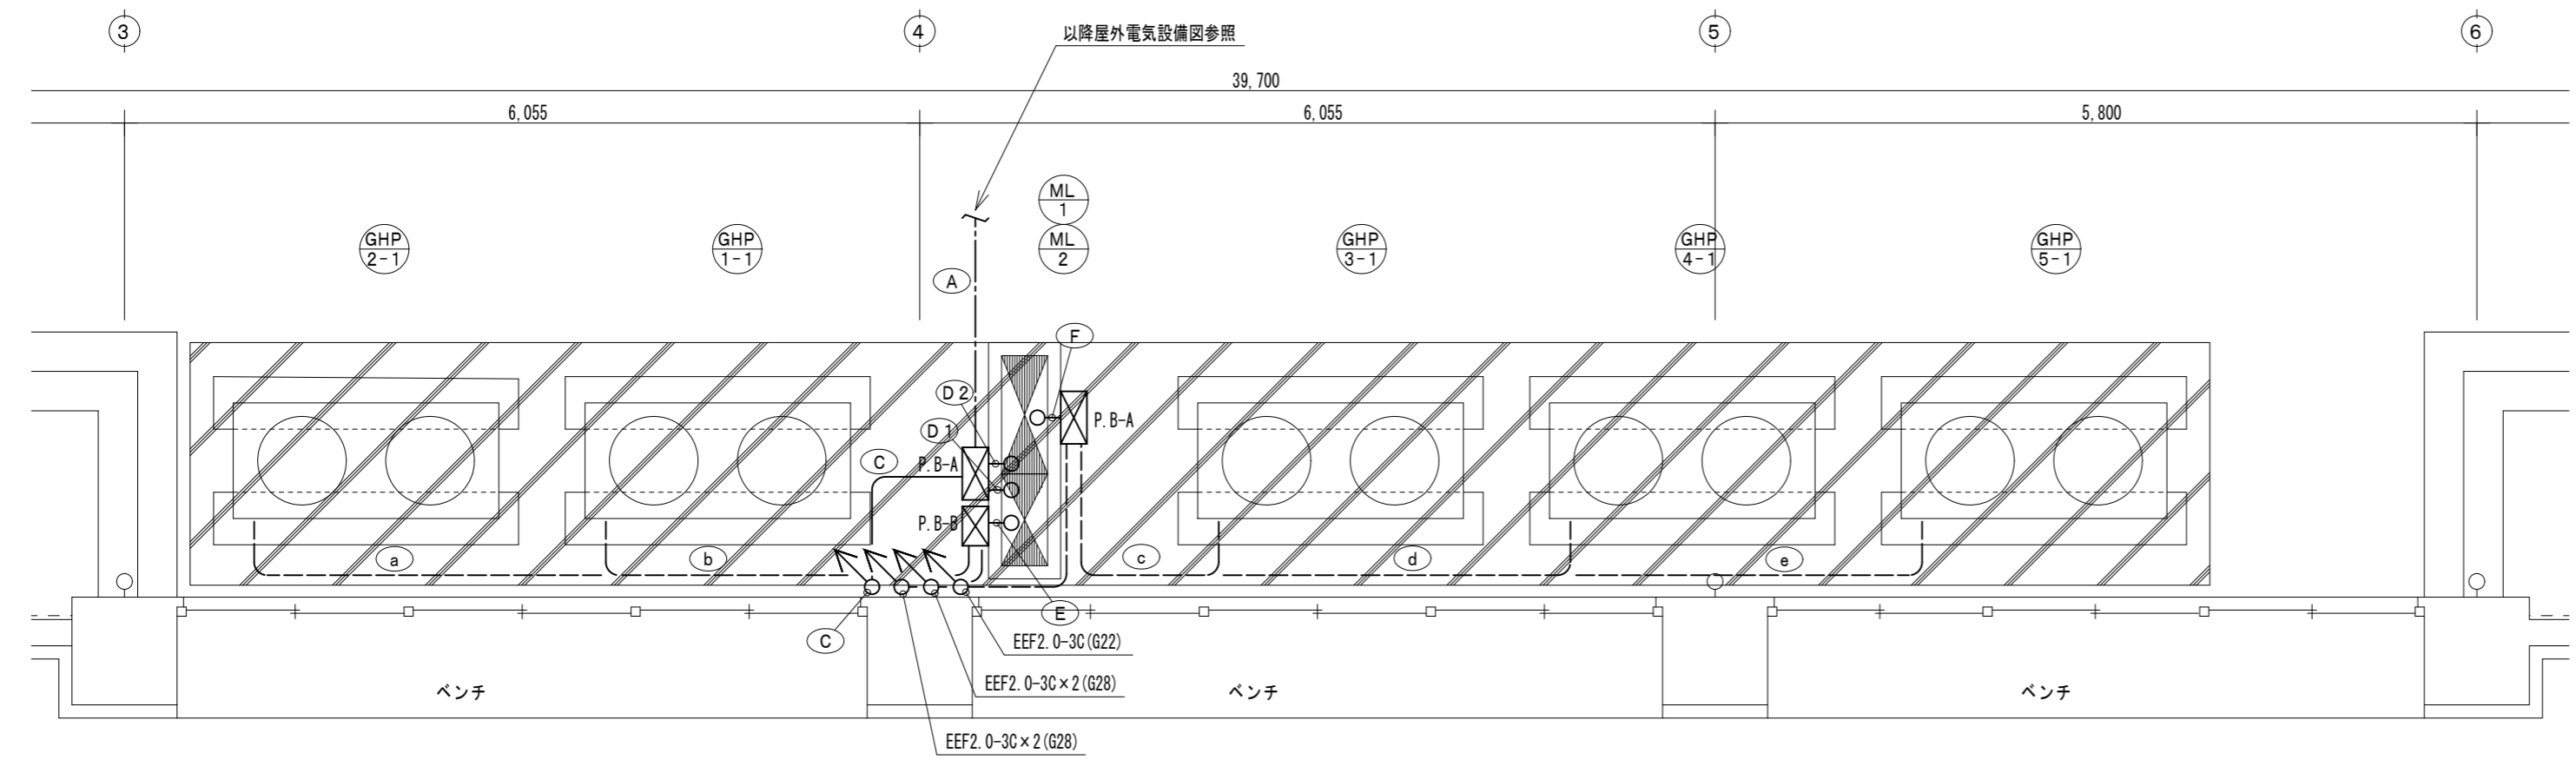 3
4
5
6
以降屋外電気設備図参照
39,700
6,055
6,055
5,800
ML
1
GHP
2-1
GHP
1-1
ML
2
GHP
3-1
GHP
4-1
GHP
5-1
A
F
D2
D1
P.B-A
C
P.B-A
P.B-B
a
b
c
d
e
E
C
EEF2.0-3C(G22)
EEF2.0-3C×2(G28)
EEF2.0-3C×2(G28)
ベンチ
ベンチ
ベンチ